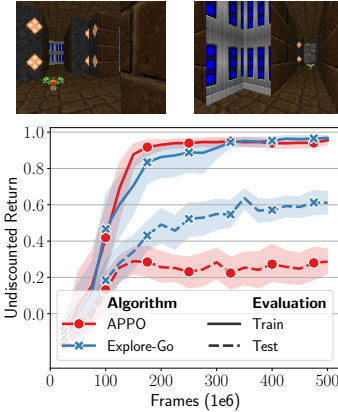 1.0
0.8
0.6
0.4
0.2
0.0
Undiscounted Return
Algorithm Evaluation
APPO Train
Explore-Go Test
0 100 200 300 400 500
Frames (1e6)